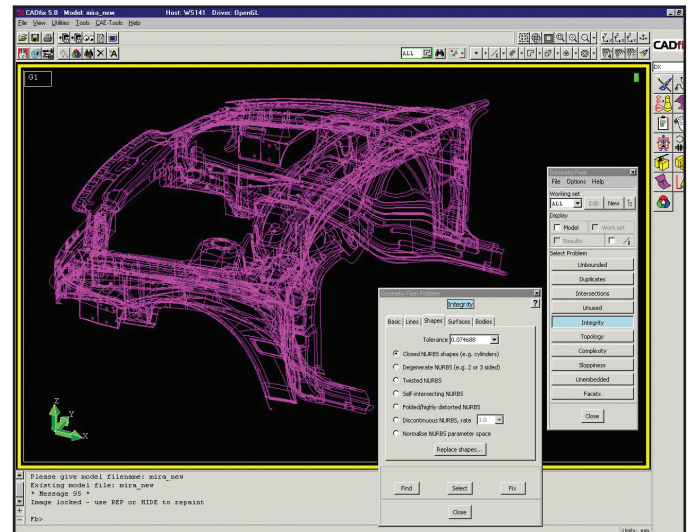 CADfix 5.0 Model: mira_new Host: WS141 Driver: OpenGL
File View Utilities Tools CAE-Tools Help
ALL
CADfi
DX
G1
Geometry Fixer
File Options Help
Working set
ALL Edit New
Display
Model Work set
Results
Select Problem
Unbounded
Duplicates
Intersections
Unused
Integrity
Topology
Complexity
Sloppiness
Unembedded
Facets
Close
Geometry Fixer Problem
Integrity ?
Basic Lines Shapes Surfaces Bodies
Tolerance 0.074688
Closed NURBS shapes (e.g. cylinders)
Degenerate NURBS (e.g. 2 or 3 sided)
Twisted NURBS
Self-intersecting NURBS
Folded/highly distorted NURBS
Discontinuous NURBS, rate 3.0
Normalise NURBS parameter space
Replace shapes...
Find Select Fix
Close
Z
Y
X
Please give model filename: mira_new
Existing model file: mira_new
* Message 95 *
Image locked - use REP or HIDE to repaint
Fb>
Units: mm